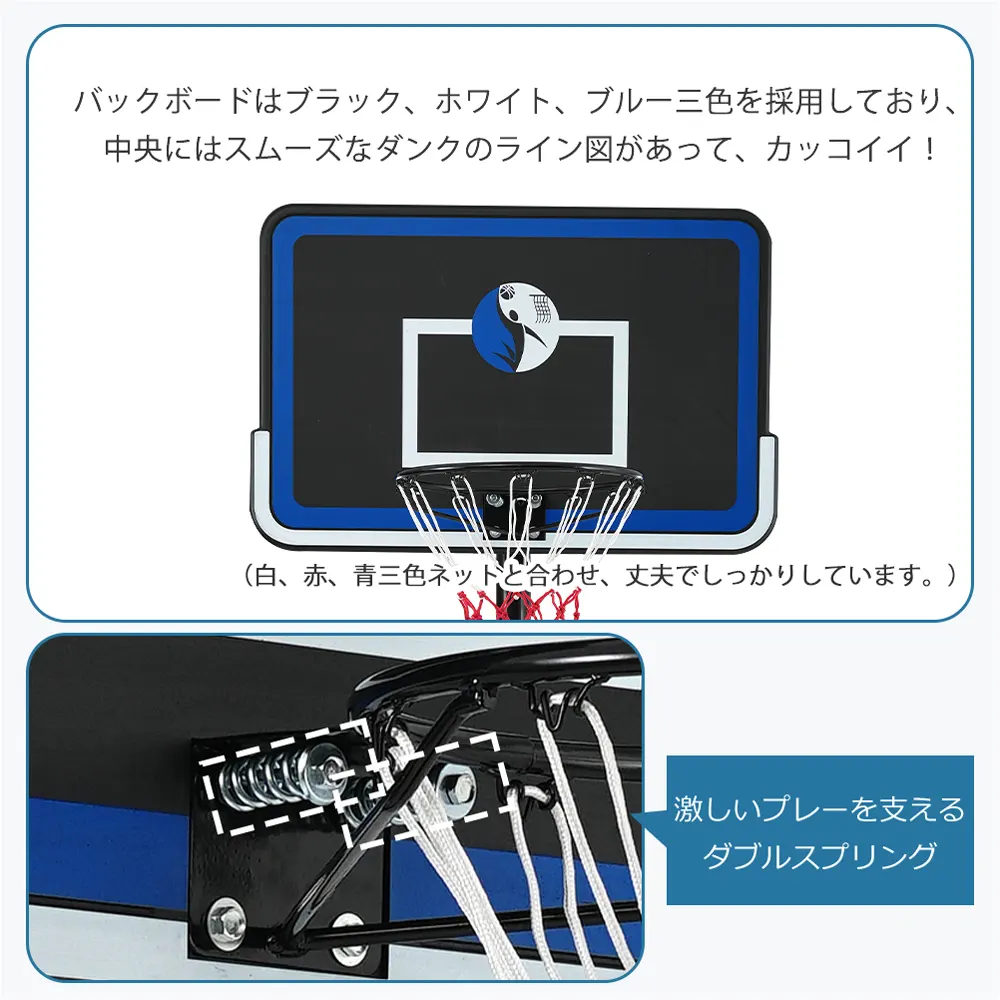 バックボードはブラック、ホワイト、ブルー三色を採用しており、
中央にはスムーズなダンクのライン図があって、カッコイイ！
（白、赤、青三色ネットと合わせ、丈夫でしっかりしています。）
激しいプレーを支える
ダブルスプリング